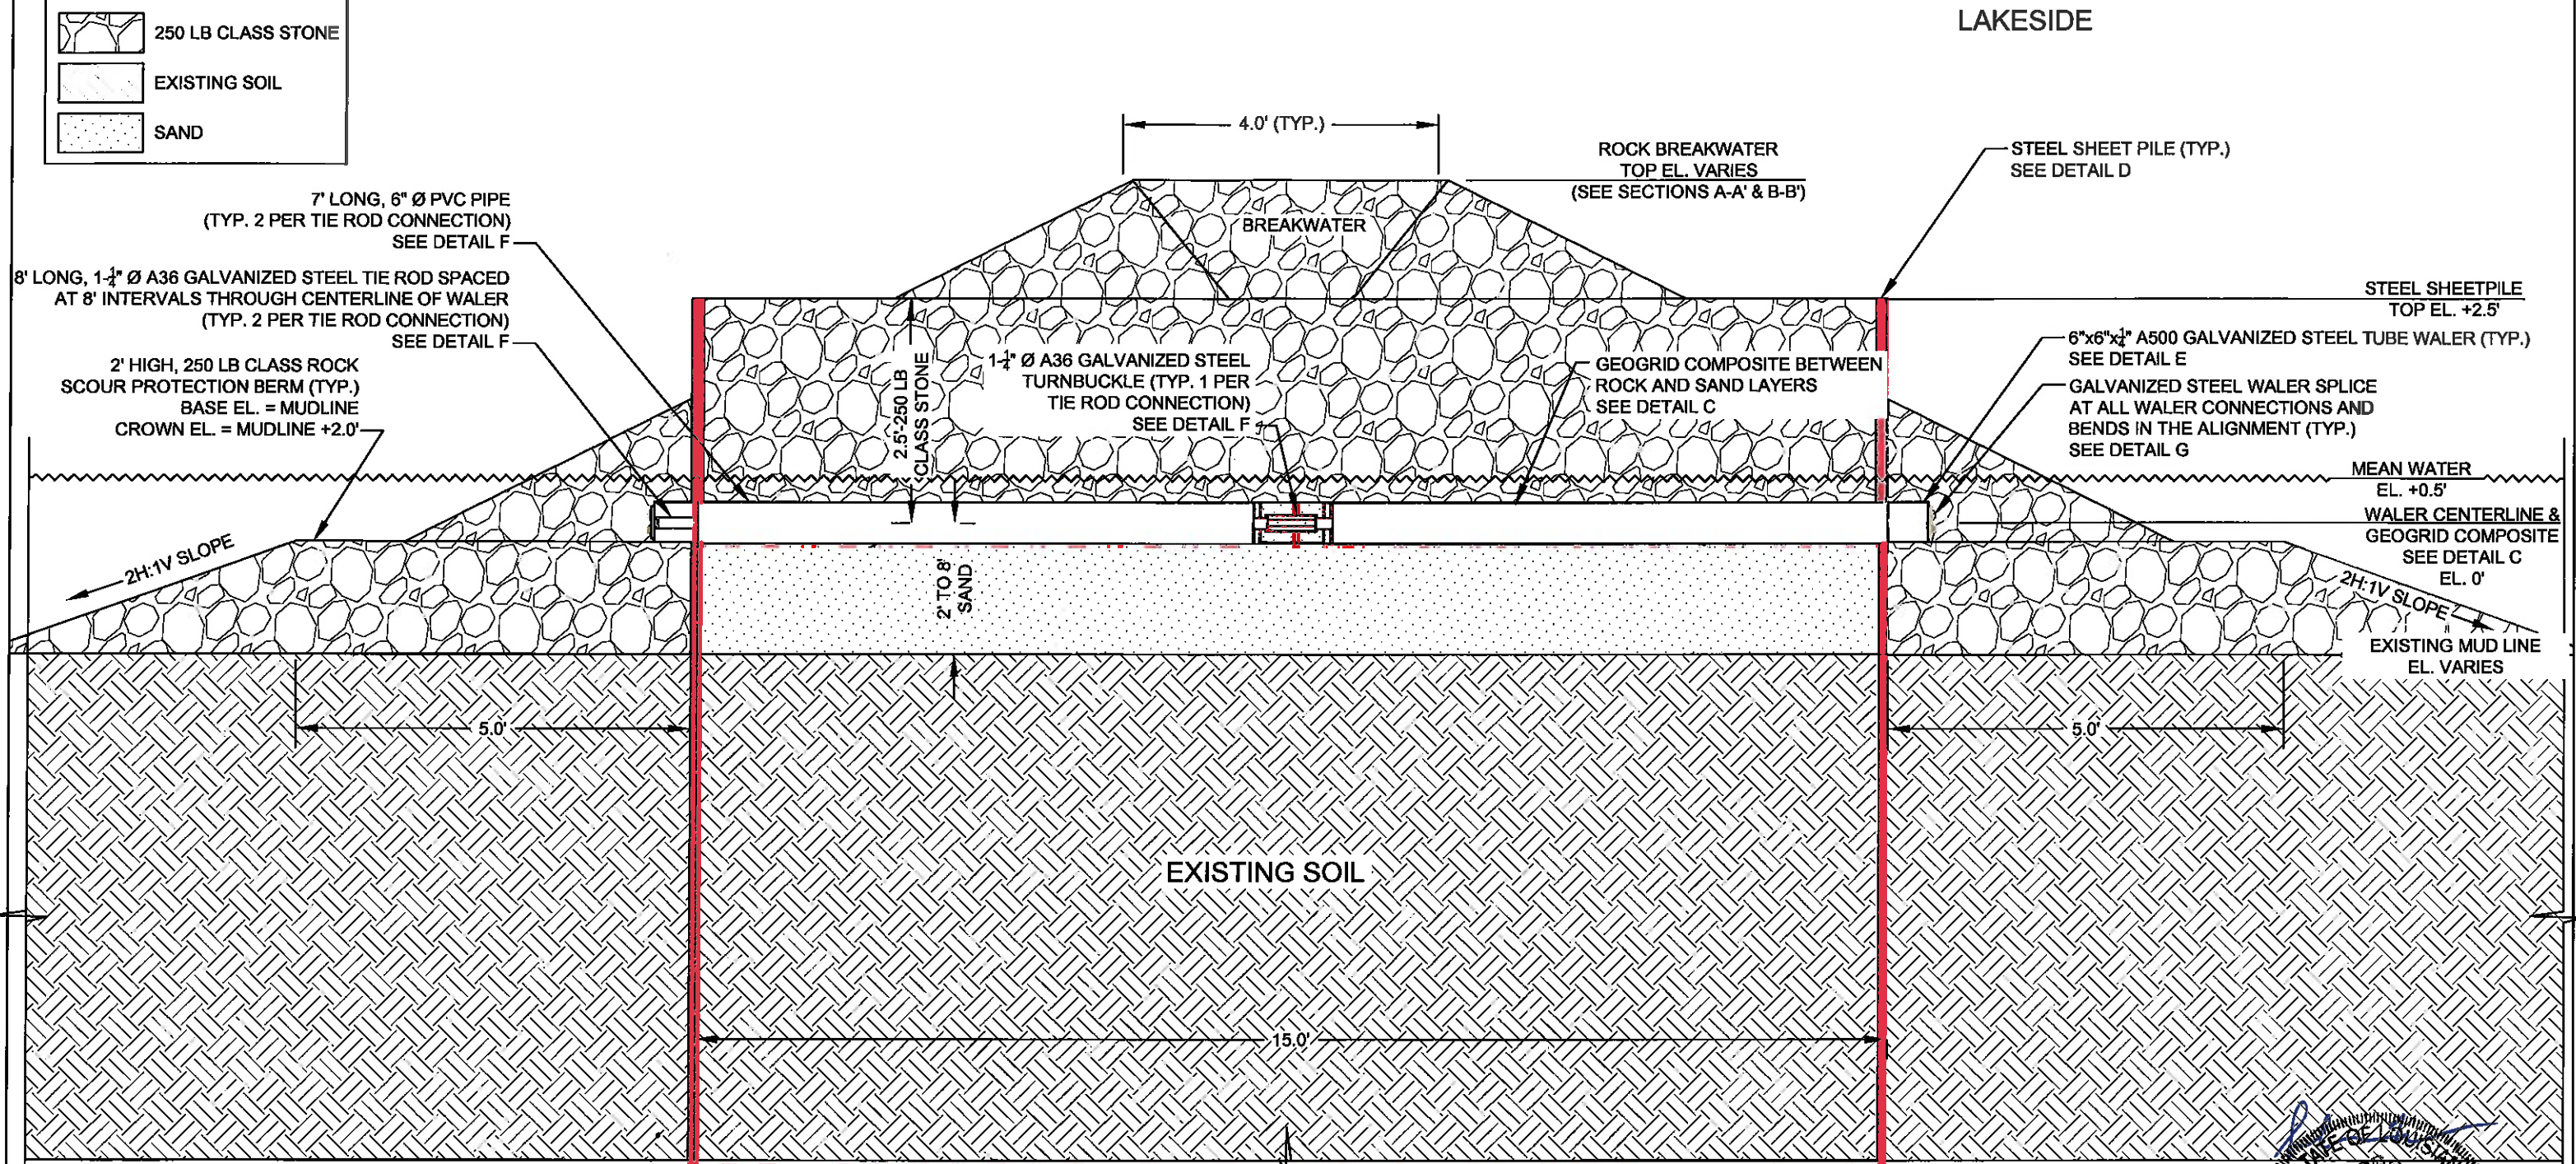 LAKESIDE
250 LB CLASS STONE
EXISTING SOIL
SAND
4.0' (TYP.)
ROCK BREAKWATER
TOP EL. VARIES
(SEE SECTIONS A-A' & B-B')
STEEL SHEET PILE (TYP.)
SEE DETAIL D
7' LONG, 6" Ø PVC PIPE
(TYP. 2 PER TIE ROD CONNECTION)
SEE DETAIL F
BREAKWATER
8' LONG, 1-¼" Ø A36 GALVANIZED STEEL TIE ROD SPACED
AT 8' INTERVALS THROUGH CENTERLINE OF WALER
(TYP. 2 PER TIE ROD CONNECTION)
SEE DETAIL F
STEEL SHEETPILE
TOP EL. +2.5'
2' HIGH, 250 LB CLASS ROCK
SCOUR PROTECTION BERM (TYP.)
BASE EL. = MUDLINE
CROWN EL. = MUDLINE +2.0'
2.5'-250 LB
CLASS STONE
1-¼" Ø A36 GALVANIZED STEEL
TURNBUCKLE (TYP. 1 PER
TIE ROD CONNECTION)
SEE DETAIL F
GEOGRID COMPOSITE BETWEEN
ROCK AND SAND LAYERS
SEE DETAIL C
6"x6"x¼" A500 GALVANIZED STEEL TUBE WALER (TYP.)
SEE DETAIL E
GALVANIZED STEEL WALER SPLICE
AT ALL WALER CONNECTIONS AND
BENDS IN THE ALIGNMENT (TYP.)
SEE DETAIL G
MEAN WATER
EL. +0.5'
WALER CENTERLINE &
GEOGRID COMPOSITE
SEE DETAIL C
EL. 0'
2H:1V SLOPE
2' TO 8'
SAND
2H:1V SLOPE
EXISTING MUD LINE
EL. VARIES
5.0'
5.0'
EXISTING SOIL
15.0'
STATE OF LOUISIANA